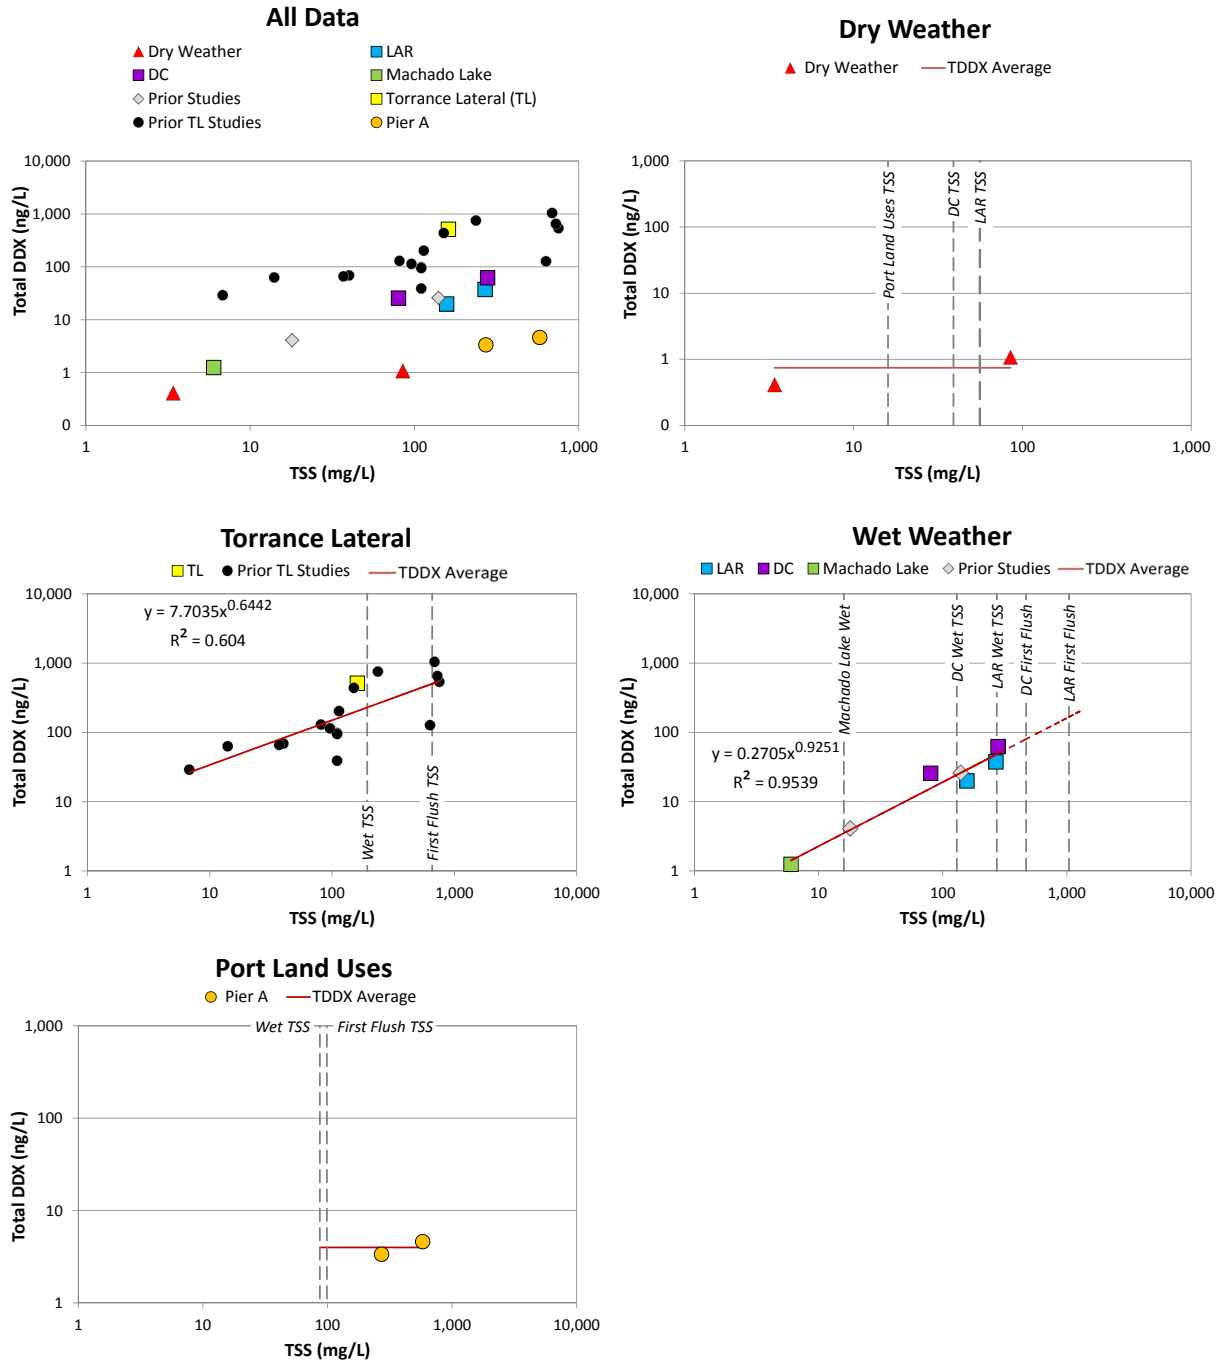 All Data
Dry Weather
LAR
DC
Machado Lake
Prior Studies
Torrance Lateral (TL)
Prior TL Studies
Pier A
10,000
1,000
100
10
1
0
Total DDX (ng/L)
1
10
100
1,000
TSS (mg/L)
Dry Weather
Dry Weather
TDDX Average
1,000
100
10
1
0
Total DDX (ng/L)
Port Land Uses TSS
DC TSS
LAR TSS
1
10
100
1,000
TSS (mg/L)
Torrance Lateral
TL
Prior TL Studies
TDDX Average
y = 7.7035x^0.6442
R² = 0.604
10,000
1,000
100
10
1
Total DDX (ng/L)
Wet TSS
First Flush TSS
1
10
100
1,000
10,000
TSS (mg/L)
Wet Weather
LAR
DC
Machado Lake
Prior Studies
TDDX Average
10,000
1,000
100
10
1
Total DDX (ng/L)
Machado Lake Wet
DC Wet TSS
LAR Wet TSS
DC First Flush
LAR First Flush
y = 0.2705x^0.9251
R² = 0.9539
1
10
100
1,000
10,000
TSS (mg/L)
Port Land Uses
Pier A
TDDX Average
Wet TSS
First Flush TSS
1,000
100
10
1
Total DDX (ng/L)
1
10
100
1,000
10,000
TSS (mg/L)